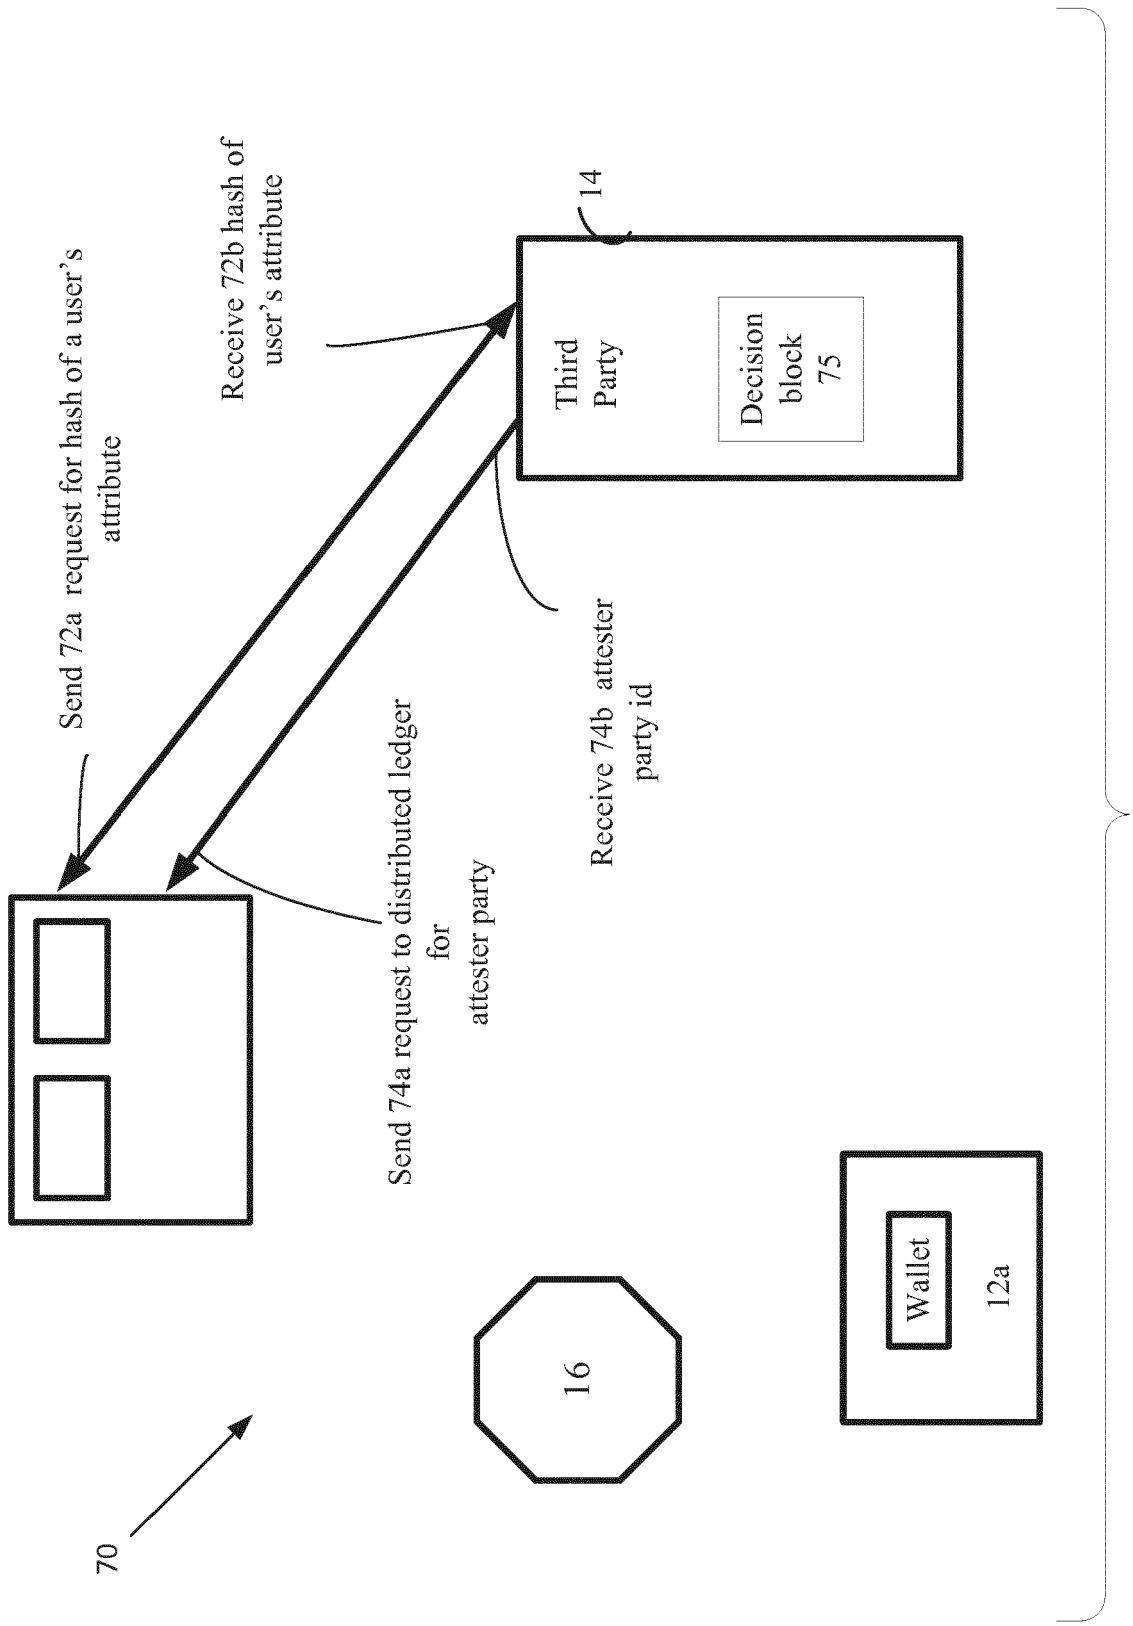 70
Send 72a request for hash of a user's
attribute
Receive 72b hash of
user's attribute
Send 74a request to distributed ledger
for
attester party
Receive 74b attester
party id
14
Third
Party
Decision
block
75
16
Wallet
12a